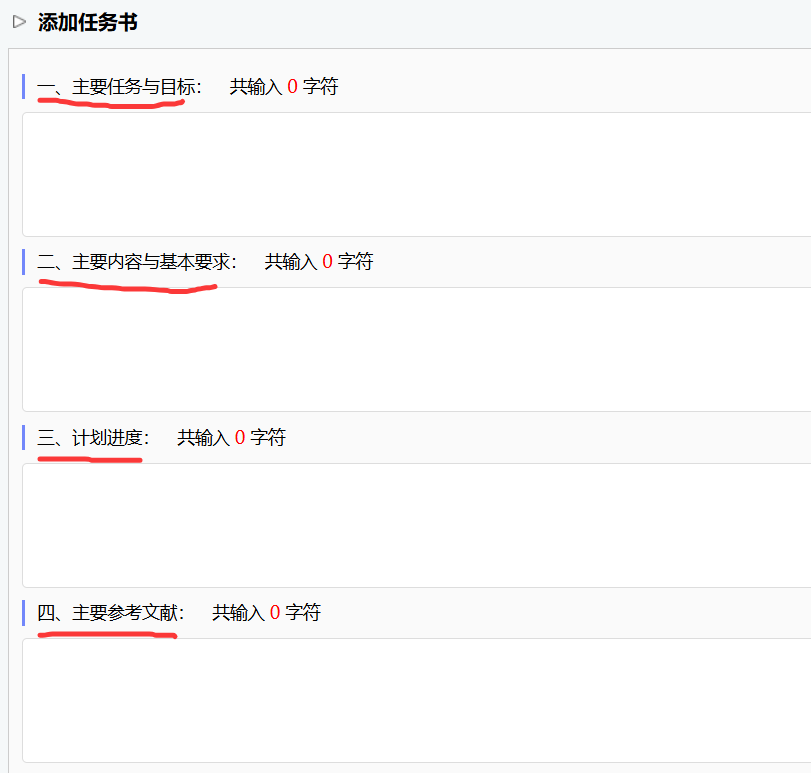 添加任务书
一、主要任务与目标： 共输入 0 字符
二、主要内容与基本要求： 共输入 0 字符
三、计划进度： 共输入 0 字符
四、主要参考文献： 共输入 0 字符